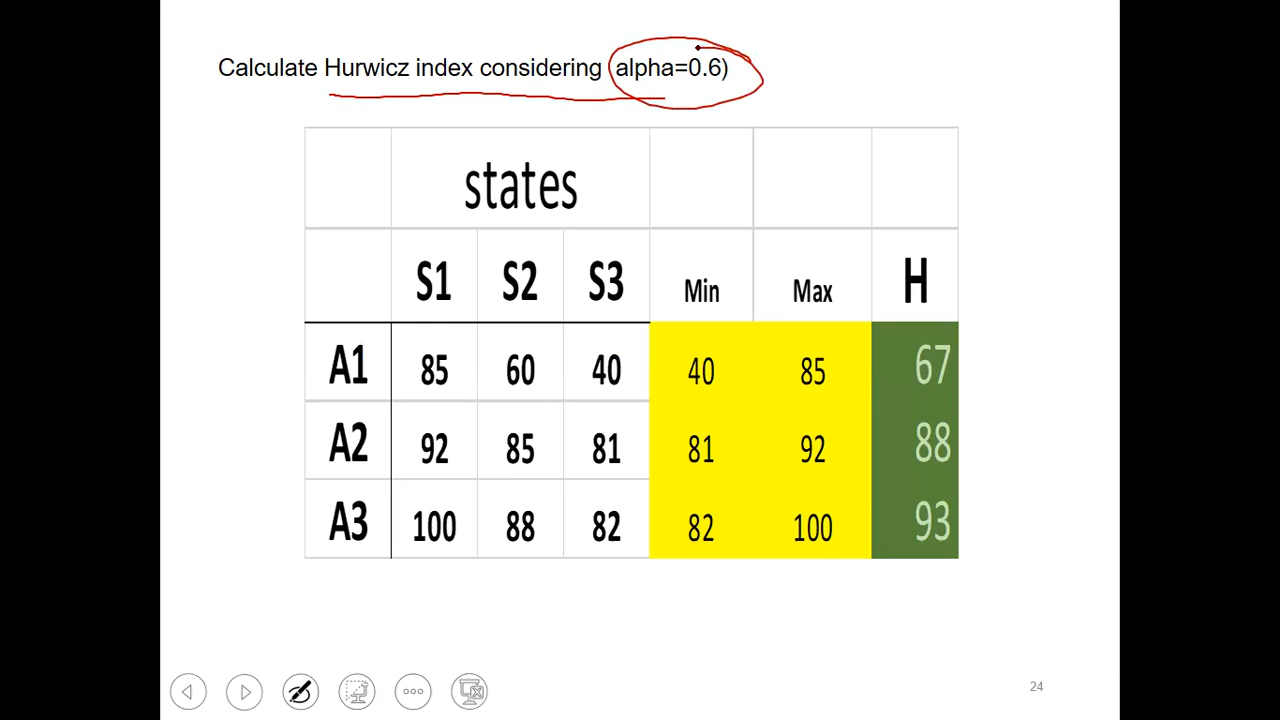 Calculate Hurwicz index considering alpha=0.6)
states
S1 S2 S3 Min Max H
A1 85 60 40 40 85 67
A2 92 85 81 81 92 88
A3 100 88 82 82 100 93
24